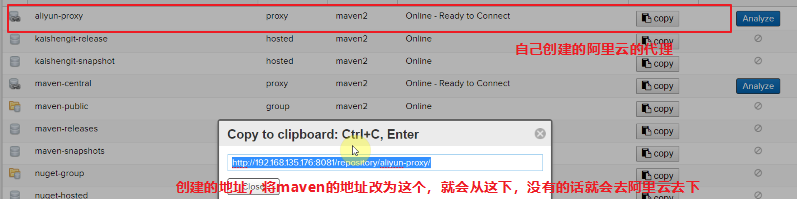 aliyun-proxy proxy maven2 Online - Ready to Connect copy Analyze
kaishengit-release hosted maven2 Online copy
自己创建的阿里云的代理
kaishengit-snapshot hosted maven2 Online copy
maven-central proxy maven2 Online - Ready to Connect copy Analyze
maven-public group maven2 Online copy
maven-releases copy
Copy to clipboard: Ctrl+C, Enter
maven-snapshots copy
http://192.168.135.176:8081/repository/aliyun-proxy/
nuget-group copy
创建的地址，将maven的地址改为这个，就会从这下，没有的话就会去阿里云去下
Close
nuget-hosted copy